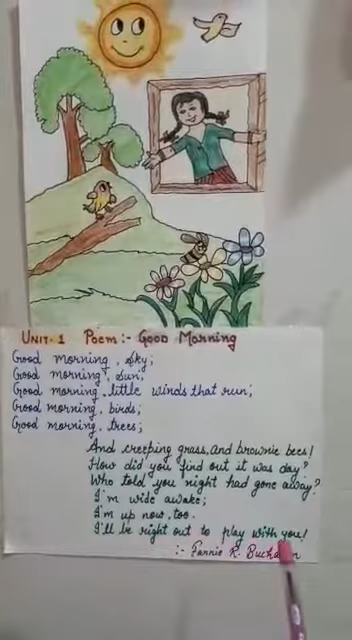 UNIT-1 Poem:- Good Morning
Good morning, Sky;
Good morning, Sun,
Good morning, little winds that run;
Good morning, birds;
Good morning, trees;
And creeping grass, and brownie bees!
How did you find out it was day?
Who told you night had gone away?
I'm wide awake;
I'm up now, too.
I'll be right out to play with you!
:- Fannie R.